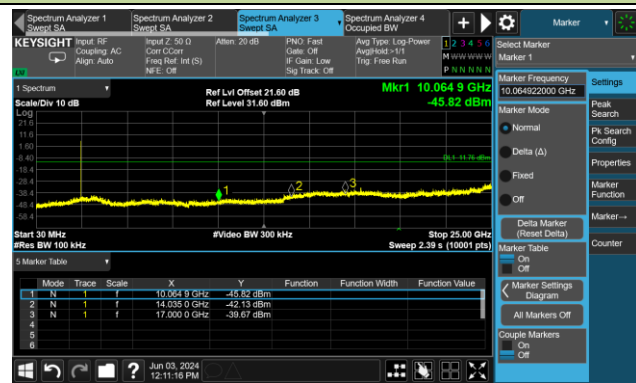 Spectrum Analyzer 1
Swept SA
Spectrum Analyzer 2
Swept SA
Spectrum Analyzer 3
Swept SA
Spectrum Analyzer 4
Occupied BW
Marker
KEYSIGHT
Input: RF
Coupling: AC
Align: Auto
Input Z: 50 Ω
Corr CCorr
Freq Ref: Int (S)
NFE: Off
Atten: 20 dB
PNO: Fast
Gate: Off
IF Gain: Low
Sig Track: Off
Avg Type: Log-Power
Avg|Hold:>1/1
Trig: Free Run
1 2 3 4 5 6
M W W W W W
P N N N N N
LU
1 Spectrum
Scale/Div 10 dB
Ref Lvl Offset 21.60 dB
Ref Level 31.60 dBm
Mkr1 10.064 9 GHz
-45.82 dBm
Log
21.6
11.6
1.60
-8.40
-18.4
-28.4
-38.4
-48.4
-58.4
DL1 -11.76 dBm
1
2
3
Start 30 MHz
#Res BW 100 kHz
#Video BW 300 kHz
Stop 25.00 GHz
Sweep 2.39 s (10001 pts)
5 Marker Table
Mode Trace Scale X Y Function Function Width Function Value
1 N 1 f 10.064 9 GHz -45.82 dBm
2 N 1 f 14.035 0 GHz -42.13 dBm
3 N 1 f 17.000 0 GHz -39.67 dBm
4
5
6
Jun 03, 2024
12:11:16 PM
Select Marker
Marker 1
Marker Frequency
10.064922000 GHz
Marker Mode
Normal
Delta (Δ)
Fixed
Off
Delta Marker
(Reset Delta)
Marker Table
On
Off
Marker Settings
Diagram
All Markers Off
Couple Markers
On
Off
Settings
Peak
Search
Pk Search
Config
Properties
Marker
Function
Marker→
Counter